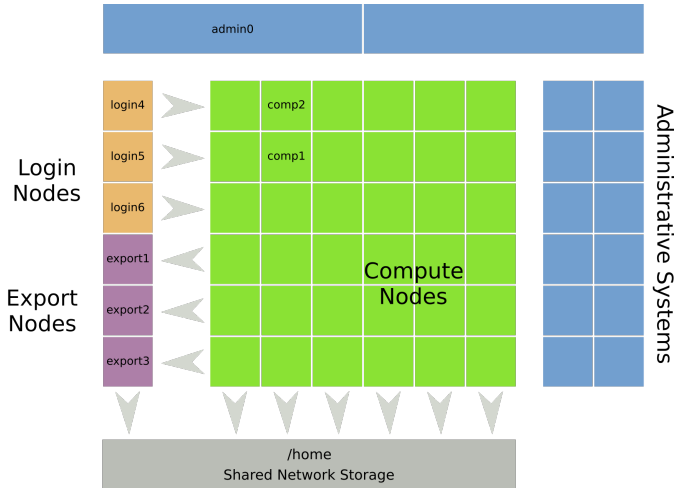 admin0
login4
comp2
login5
comp1
login6
Login
Nodes
export1
export2
export3
Export
Nodes
Compute
Nodes
Administrative Systems
/home
Shared Network Storage